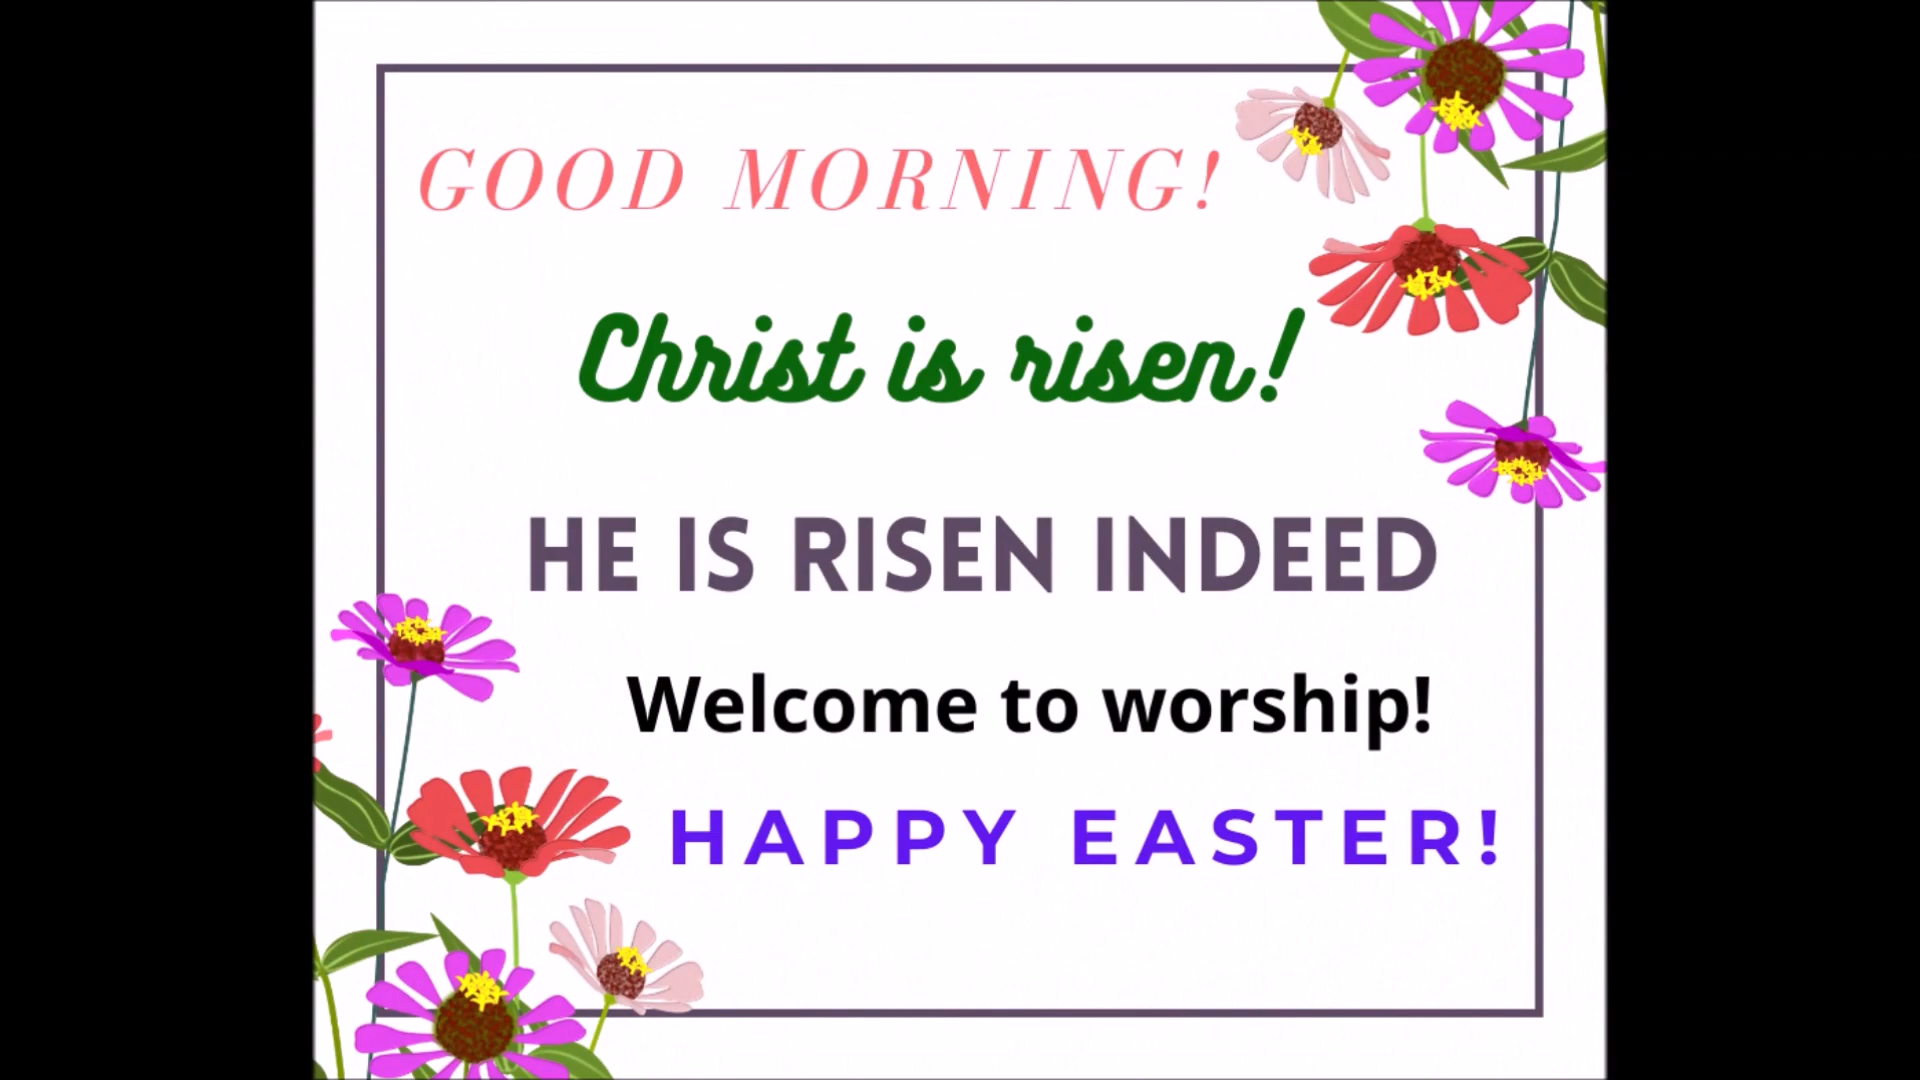 GOOD MORNING!
Christ is risen!
HE IS RISEN INDEED
Welcome to worship!
HAPPY EASTER!